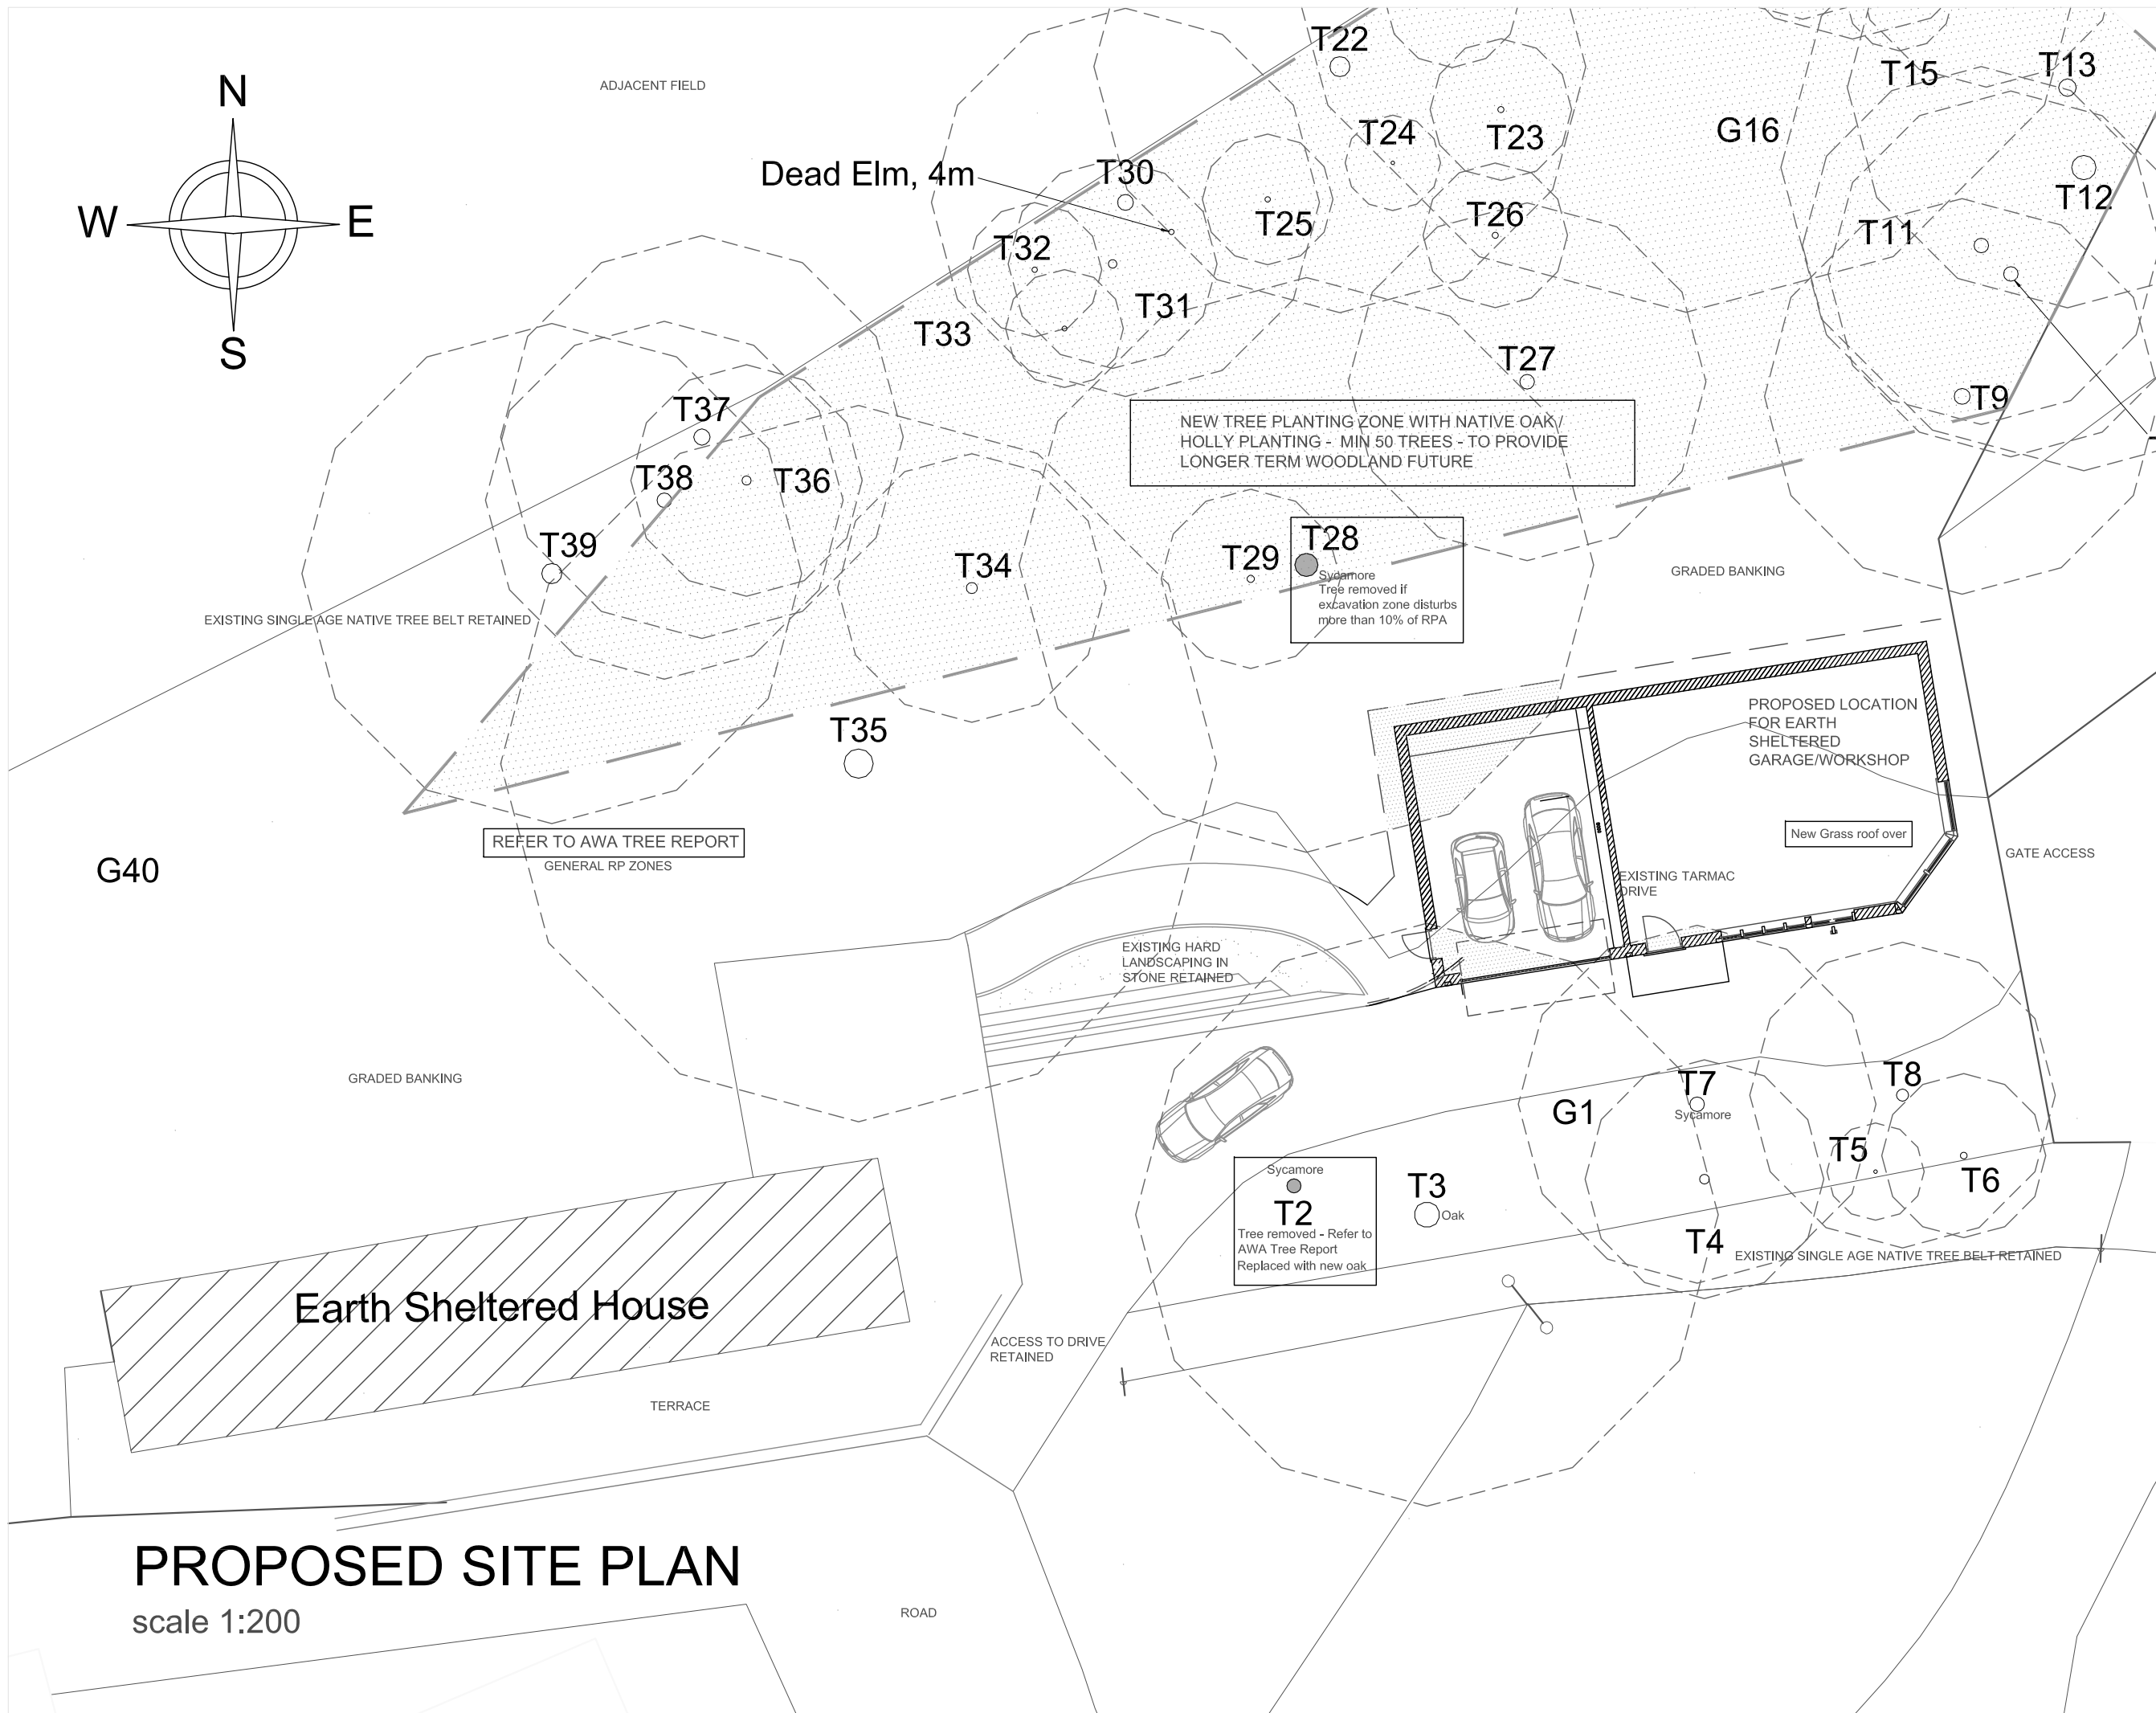 N
W
E
S
ADJACENT FIELD
Dead Elm, 4m
T22
T15
T13
T24
T23
G16
T30
T12
T25
T26
T11
T32
T31
T33
T27
T9
T37
T38
T36
NEW TREE PLANTING ZONE WITH NATIVE OAK /
HOLLY PLANTING - MIN 50 TREES - TO PROVIDE
LONGER TERM WOODLAND FUTURE
T39
T34
T29
T28
Sycamore
Tree removed if
excavation zone disturbs
more than 10% of RPA
GRADED BANKING
EXISTING SINGLE AGE NATIVE TREE BELT RETAINED
T35
PROPOSED LOCATION
FOR EARTH
SHELTERED
GARAGE/WORKSHOP
REFER TO AWA TREE REPORT
GENERAL RP ZONES
New Grass roof over
GATE ACCESS
G40
EXISTING TARMAC
DRIVE
EXISTING HARD
LANDSCAPING IN
STONE RETAINED
GRADED BANKING
T7
Sycamore
T8
G1
T5
T6
Sycamore
T2
Tree removed - Refer to
AWA Tree Report
Replaced with new oak
T3
Oak
T4
EXISTING SINGLE AGE NATIVE TREE BELT RETAINED
Earth Sheltered House
ACCESS TO DRIVE
RETAINED
TERRACE
PROPOSED SITE PLAN
scale 1:200
ROAD